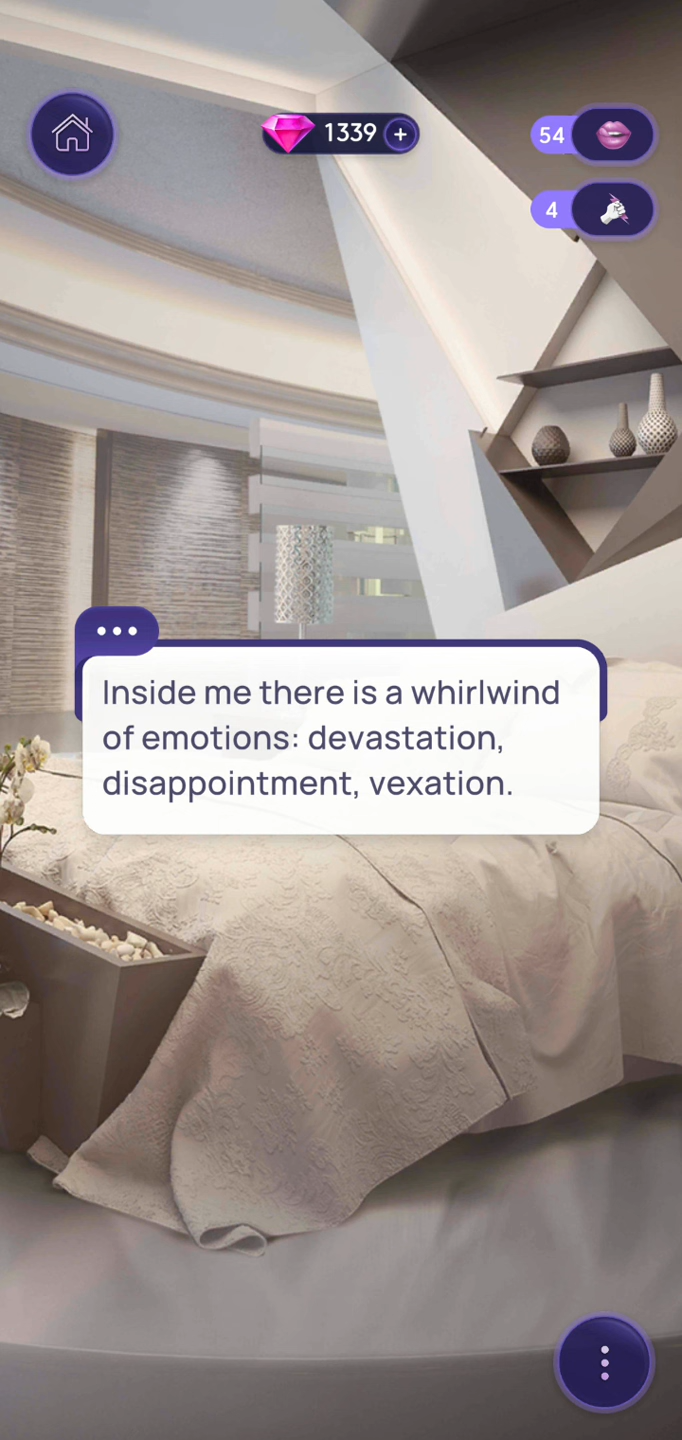 1339 +
54
4
Inside me there is a whirlwind
of emotions: devastation,
disappointment, vexation.